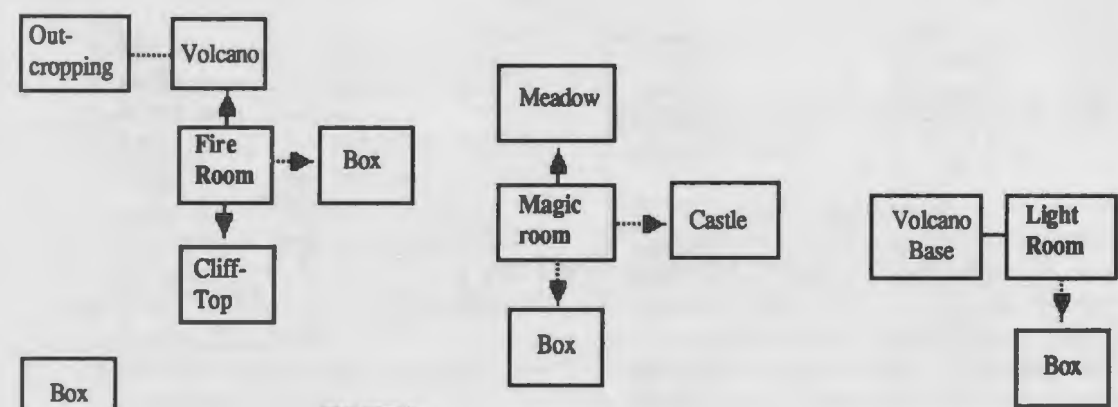 Out-
cropping
Volcano
Fire
Room
Box
Cliff-
Top
Box
Meadow
Magic
room
Castle
Box
Volcano
Base
Light
Room
Box